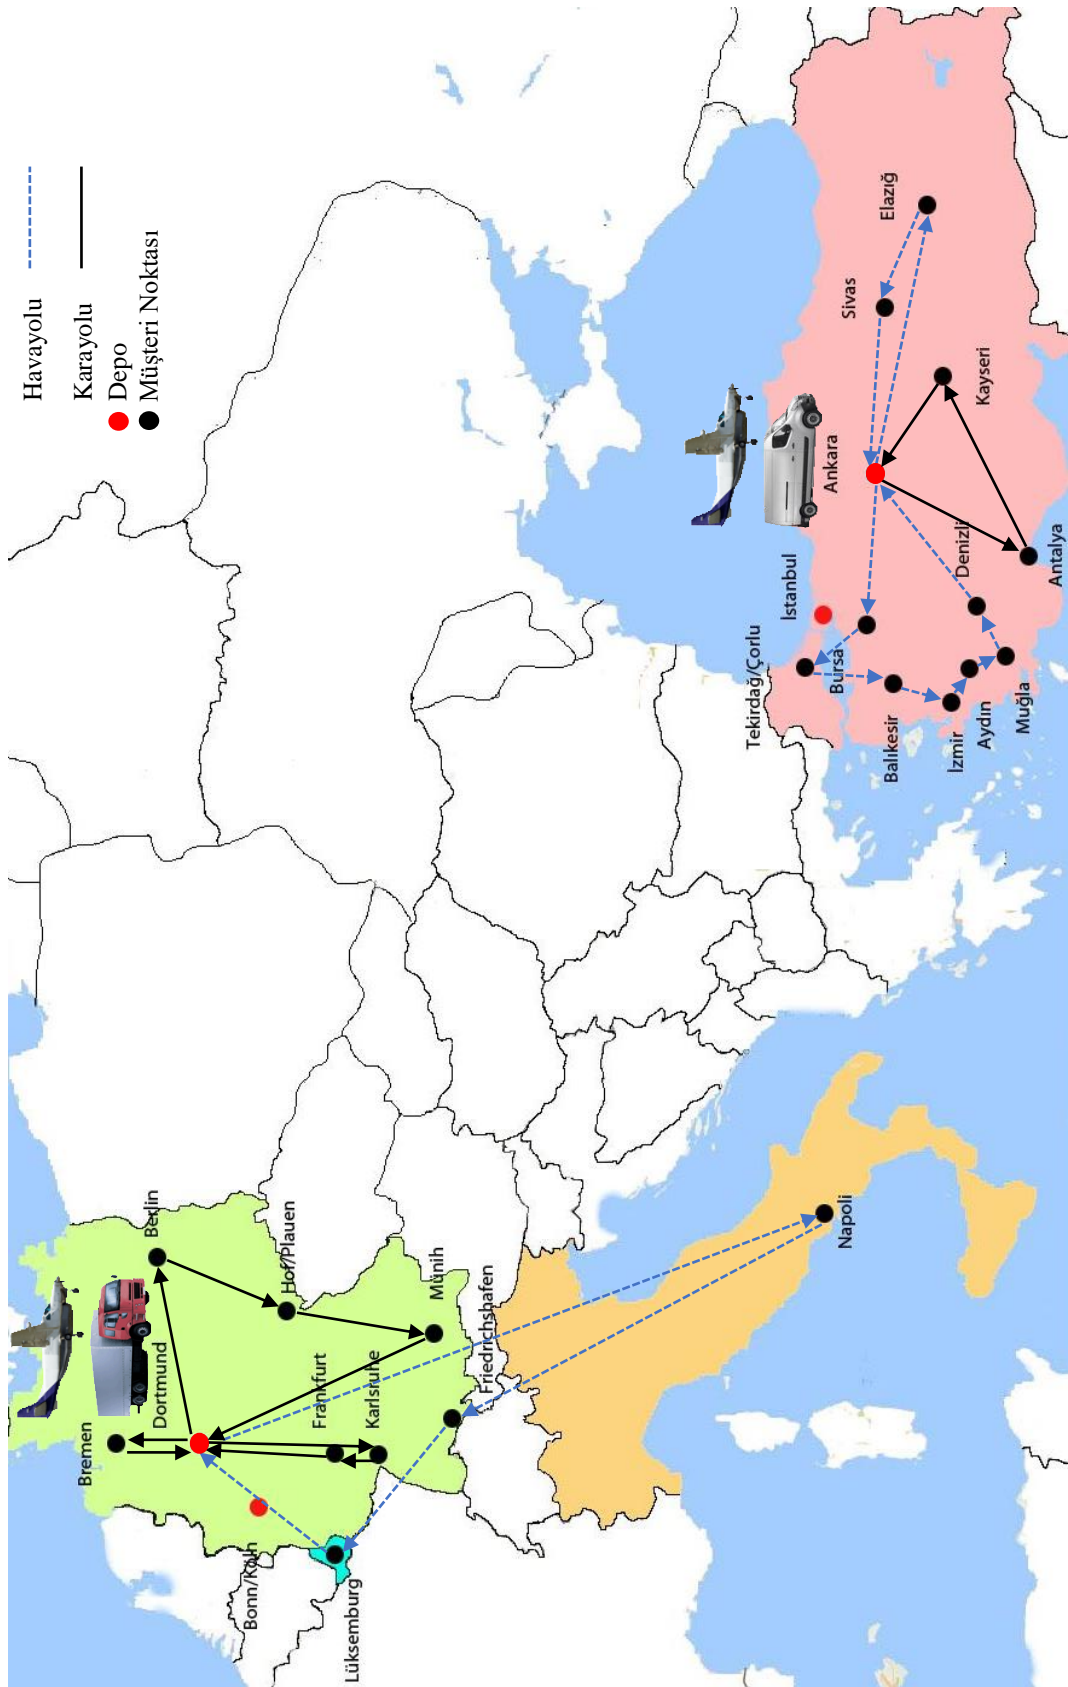 Havayolu
Karayolu
Depo
Müşteri Noktası
Bremen
Dortmund
Berlin
Hof/Plauen
Münih
Frankfurt
Karlsruhe
Friedrichshafen
Bonn/Köln
Lüksemburg
Napoli
Tekirdağ/Çorlu
Istanbul
Bursa
Balıkesir
Izmir
Aydın
Muğla
Denizli
Antalya
Ankara
Kayseri
Sivas
Elazığ